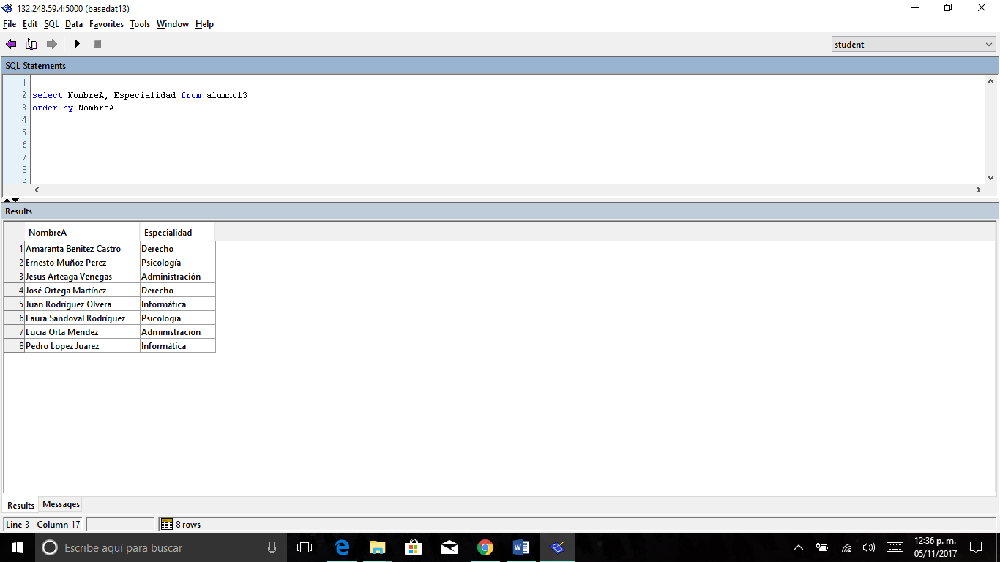 132.248.59.4:5000 (basedat13)
File Edit SQL Data Favorites Tools Window Help
student
SQL Statements
1
2 select NombreA, Especialidad from alumno13
3 order by NombreA
4
5
6
7
8
9
Results
NombreA Especialidad
1 Amaranta Benitez Castro Derecho
2 Ernesto Muñoz Perez Psicología
3 Jesus Arteaga Venegas Administración
4 José Ortega Martínez Derecho
5 Juan Rodríguez Olvera Informática
6 Laura Sandoval Rodríguez Psicología
7 Lucia Orta Mendez Administración
8 Pedro Lopez Juarez Informática
Results Messages
Line 3 Column 17 8 rows
Escribe aquí para buscar
12:36 p. m.
05/11/2017